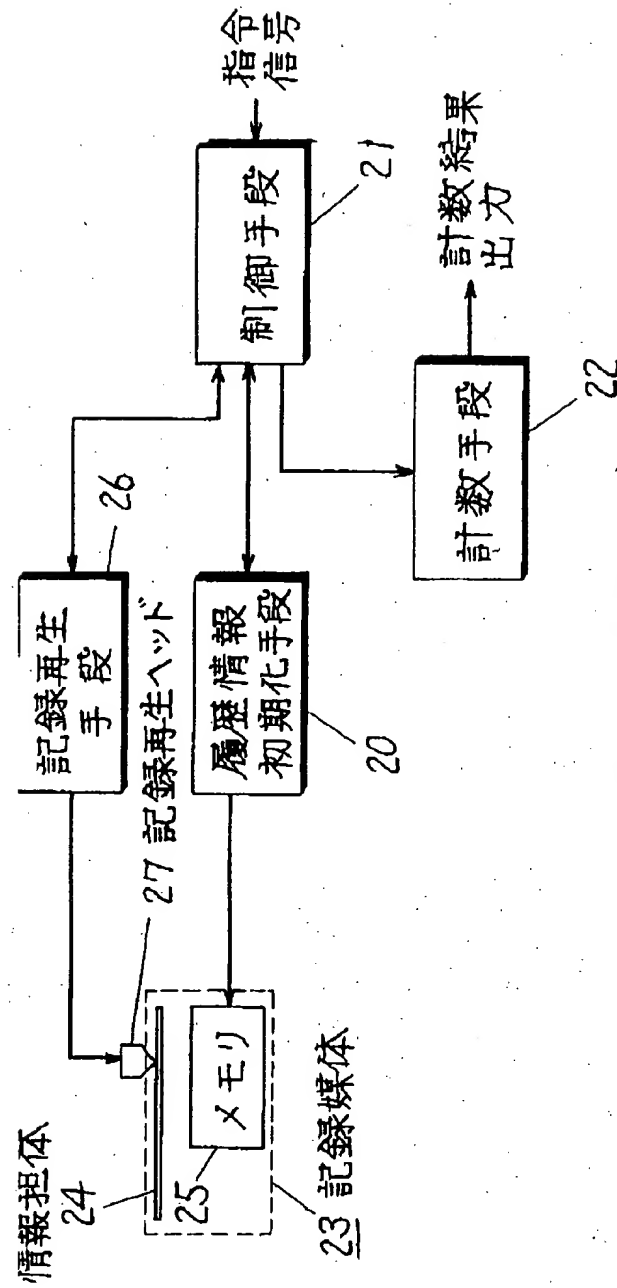 情報担体
24
25
メモリ
23 記録媒体
27 記録再生ヘッド
記録再生
手段
26
履歴情報
初期化手段
20
制御手段
21
指令
信号
計数手段
22
計数結果
出力